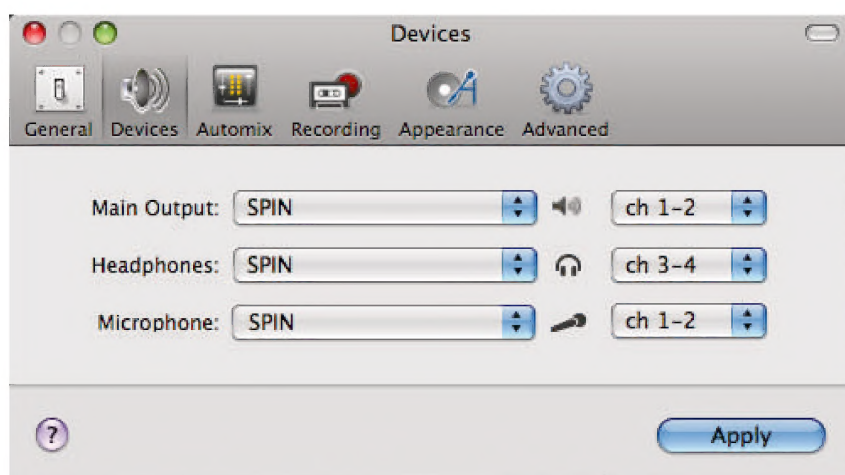 Devices
General Devices Automix Recording Appearance Advanced
Main Output: SPIN ch 1-2
Headphones: SPIN ch 3-4
Microphone: SPIN ch 1-2
? Apply